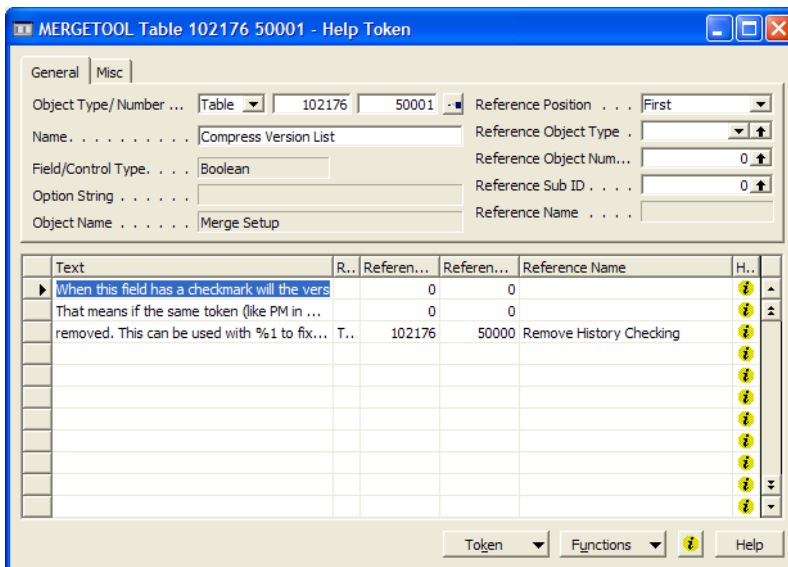 MERGETOOL Table 102176 50001 - Help Token
General Misc
Object Type/ Number ... Table 102176 50001
Name. . . . . . . . . . Compress Version List
Field/Control Type. . . . Boolean
Option String . . . . . .
Object Name . . . . . . Merge Setup
Reference Position . . . First
Reference Object Type .
Reference Object Num... 0
Reference Sub ID . . . . 0
Reference Name . . . .
Text R.. Referen... Referen... Reference Name H..
When this field has a checkmark will the vers 0 0
That means if the same token (like PM in ... 0 0
removed. This can be used with %1 to fix... T.. 102176 50000 Remove History Checking
Token Functions Help